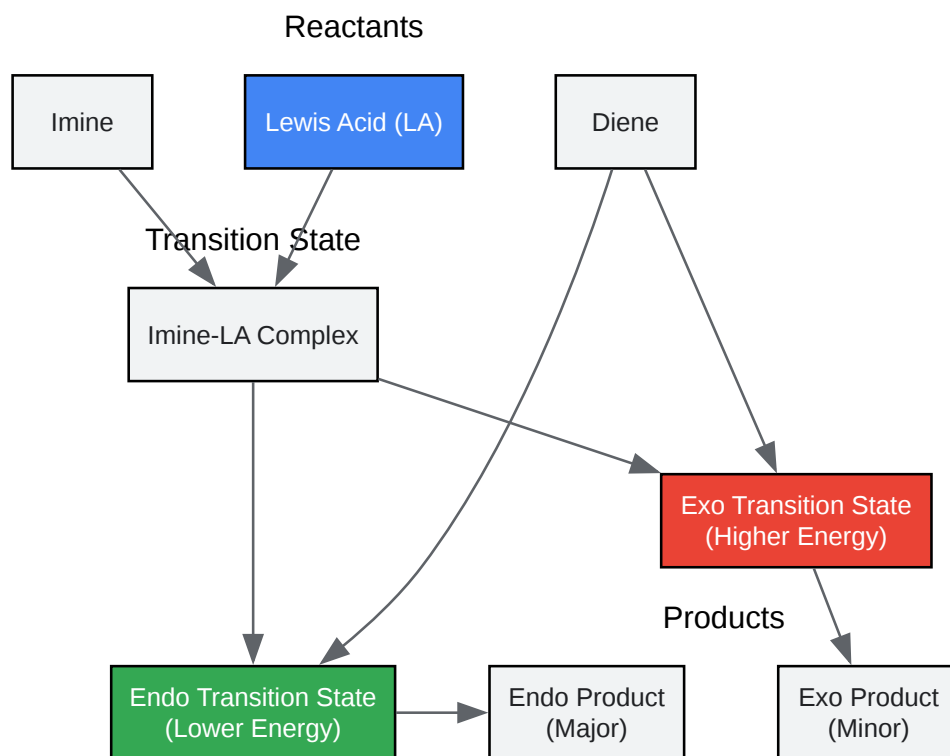 Reactants
Imine
Lewis Acid (LA)
Diene
Transition State
Imine-LA Complex
Exo Transition State
(Higher Energy)
Products
Endo Transition State
(Lower Energy)
Endo Product
(Major)
Exo Product
(Minor)